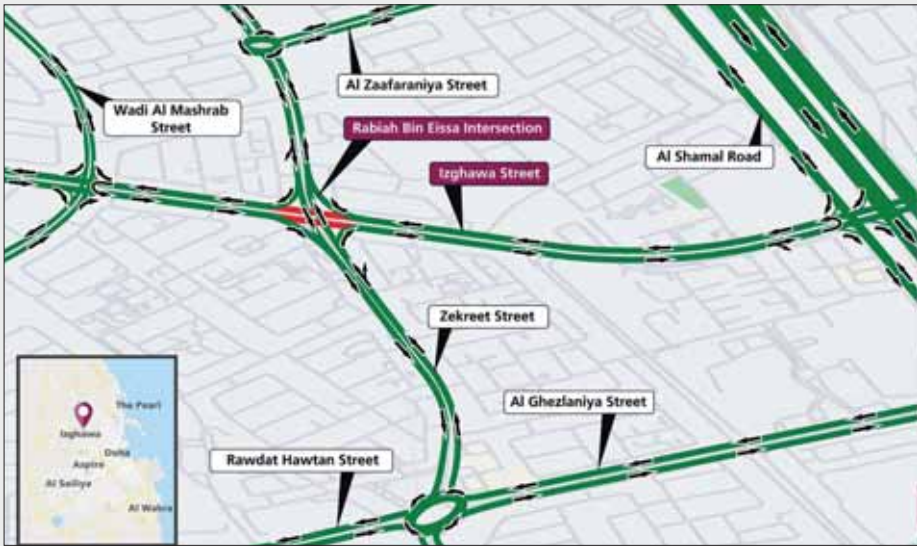 Al Zaafaraniya Street
Wadi Al Mashrab
Street
Rabiah Bin Eissa Intersection
Al Shamal Road
Izghawa Street
Zekreet Street
Al Ghezlaniya Street
Rawdat Hawtan Street
The Pearl
Izghawa
Doha
Aspire
Al Sailiya
Al Wakra